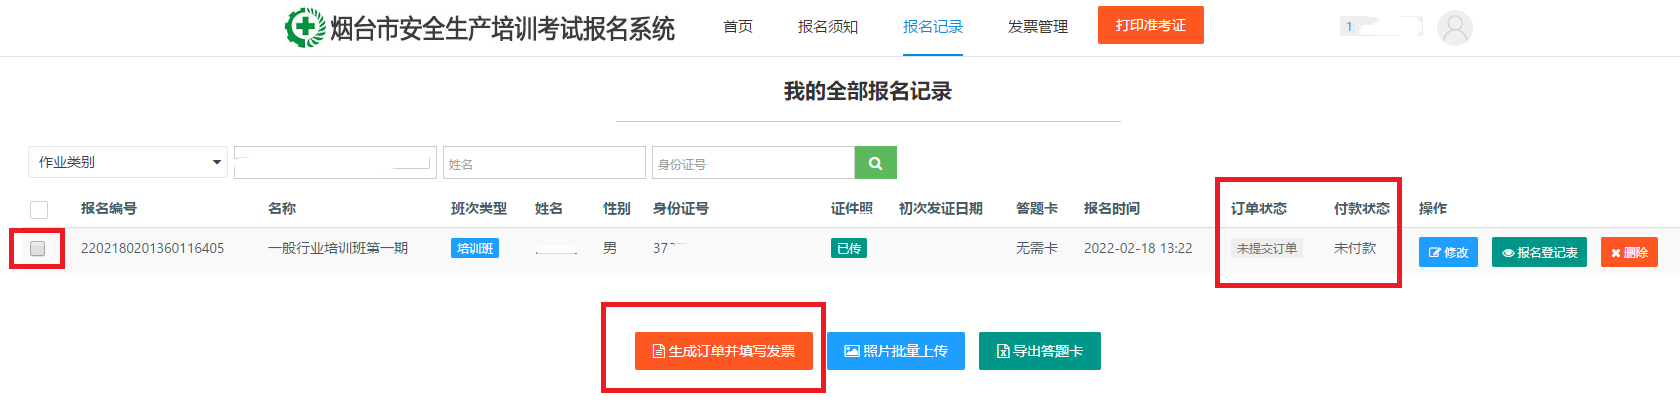 烟台市安全生产培训考试报名系统 首页 报名须知 报名记录 发票管理 打印准考证
我的全部报名记录
作业类别 姓名 身份证号
报名编号 名称 班次类型 姓名 性别 身份证号 证件照 初次发证日期 答题卡 报名时间 订单状态 付款状态 操作
2202180201360116405 一般行业培训班第一期 培训班 男 37 已传 无需卡 2022-02-18 13:22 未提交订单 未付款 修改 报名登记表 删除
生成订单并填写发票 照片批量上传 导出答题卡